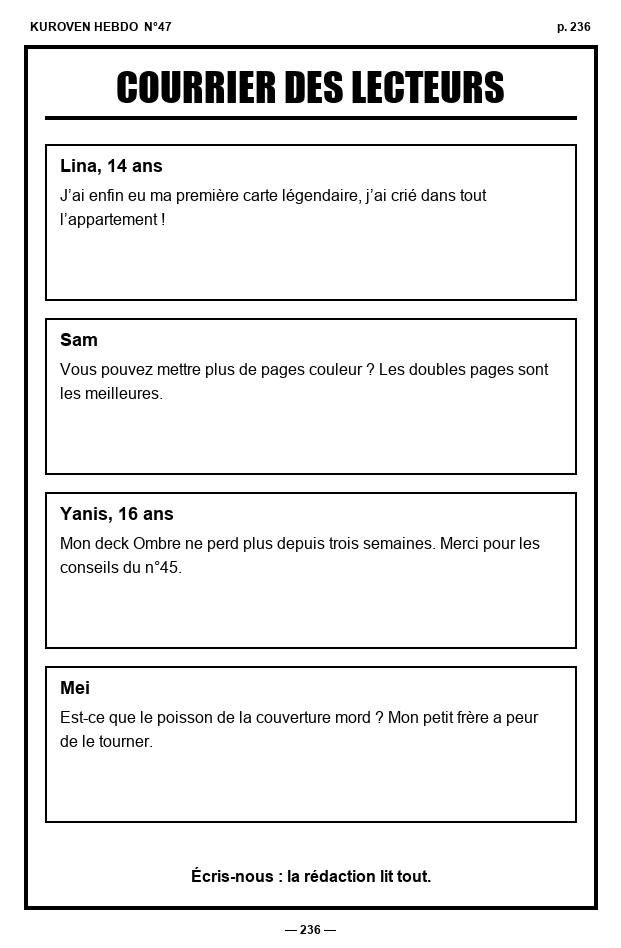 KUROVEN HEBDO N°47
p. 236
COURRIER DES LECTEURS
Lina, 14 ans
J’ai enfin eu ma première carte légendaire, j’ai crié dans tout
l’appartement !
Sam
Vous pouvez mettre plus de pages couleur ? Les doubles pages sont
les meilleures.
Yanis, 16 ans
Mon deck Ombre ne perd plus depuis trois semaines. Merci pour les
conseils du n°45.
Mei
Est-ce que le poisson de la couverture mord ? Mon petit frère a peur
de le tourner.
Écris-nous : la rédaction lit tout.
— 236 —